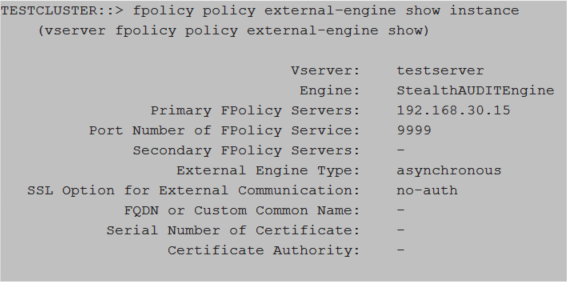 TESTCLUSTER::> fpolicy policy external-engine show instance
(vserver fpolicy policy external-engine show)
Vserver: testserver
Engine: StealthAUDITEngine
Primary FPolicy Servers: 192.168.30.15
Port Number of FPolicy Service: 9999
Secondary FPolicy Servers: -
External Engine Type: asynchronous
SSL Option for External Communication: no-auth
FQDN or Custom Common Name: -
Serial Number of Certificate: -
Certificate Authority: -